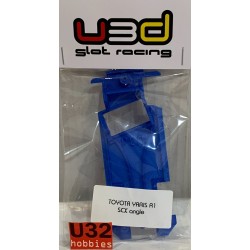 u3d
slot racing
TOYOTA YARIS R1
SCX angle
U32
hobbies